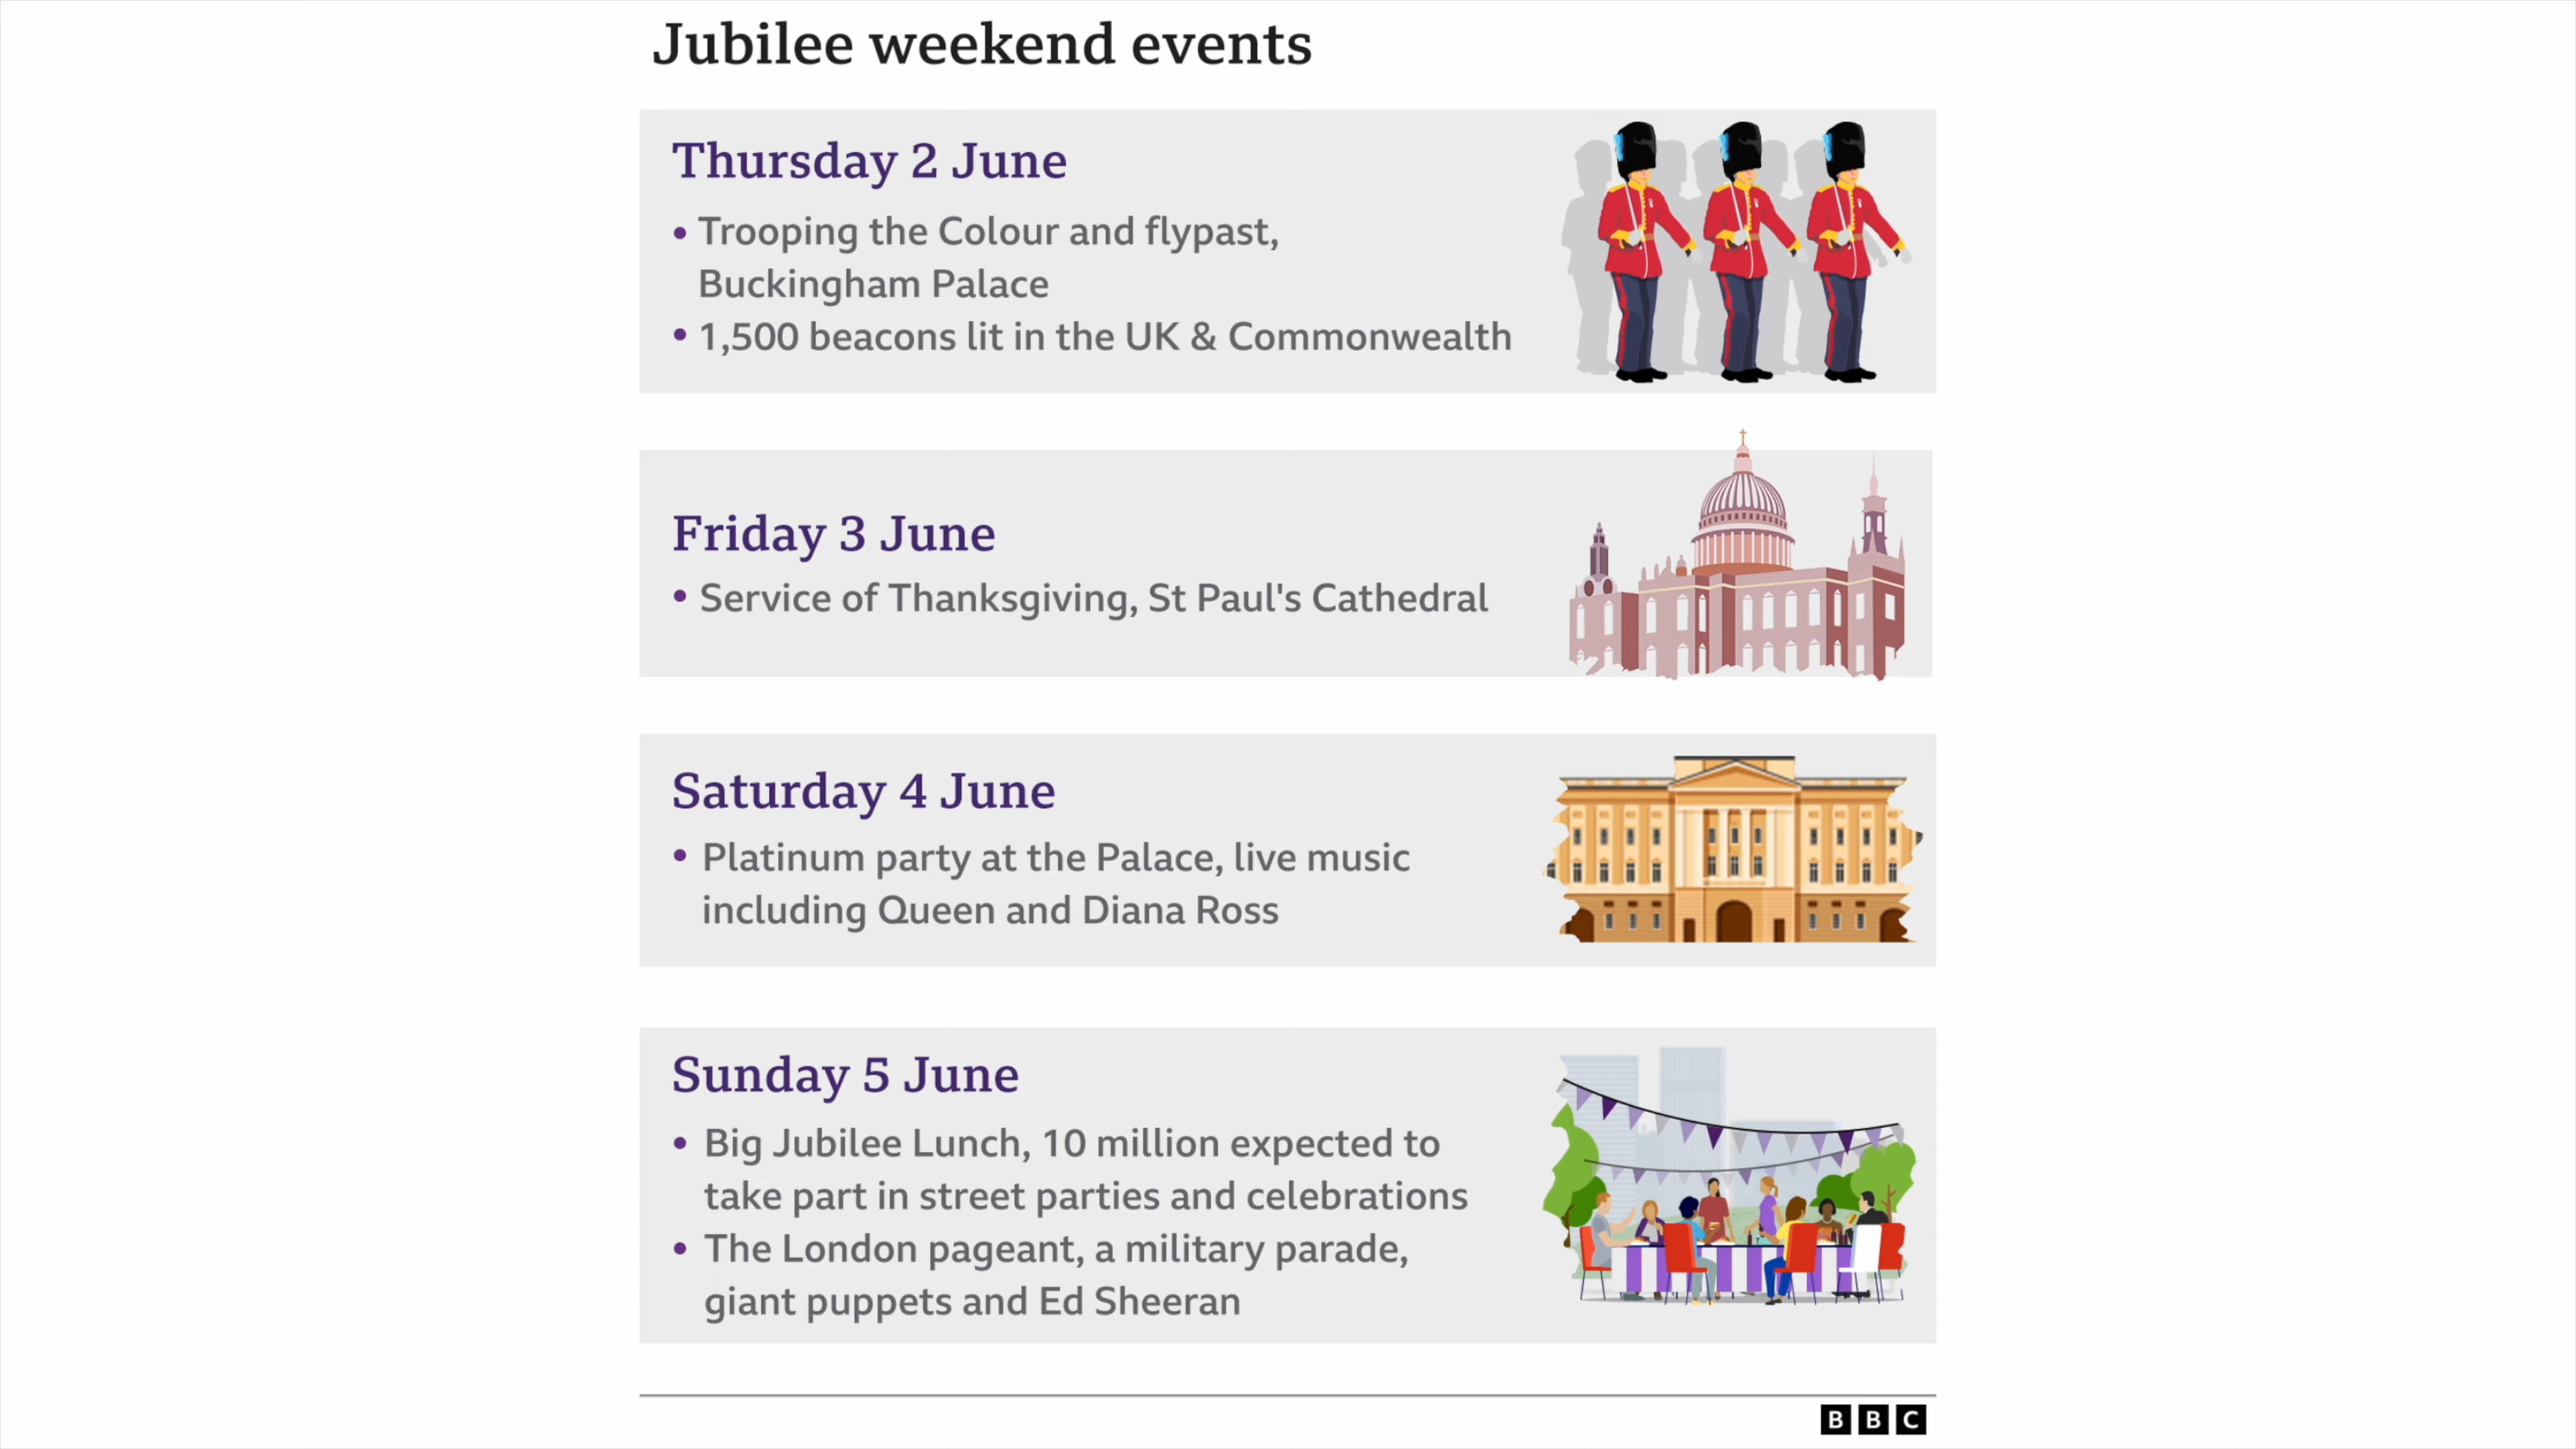 Jubilee weekend events
Thursday 2 June
• Trooping the Colour and flypast,
Buckingham Palace
• 1,500 beacons lit in the UK & Commonwealth
Friday 3 June
• Service of Thanksgiving, St Paul's Cathedral
Saturday 4 June
• Platinum party at the Palace, live music
including Queen and Diana Ross
Sunday 5 June
• Big Jubilee Lunch, 10 million expected to
take part in street parties and celebrations
• The London pageant, a military parade,
giant puppets and Ed Sheeran
BBC